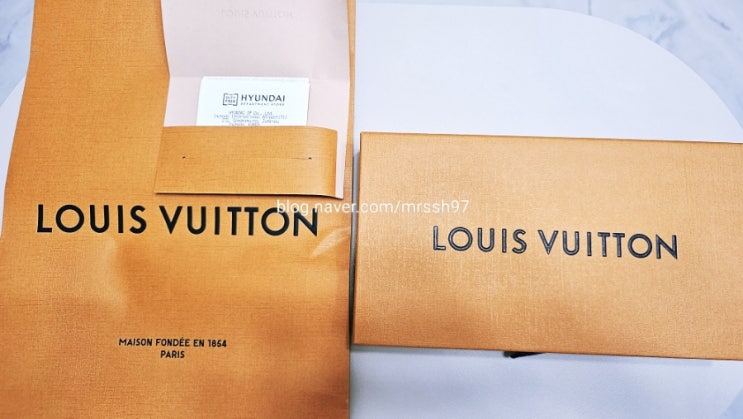 HYUNDAI
DEPARTMENT STORE
LOUIS VUITTON
blog.naver.com/mrssh97
MAISON FONDÉE EN 1864
PARIS
LOUIS VUITTON